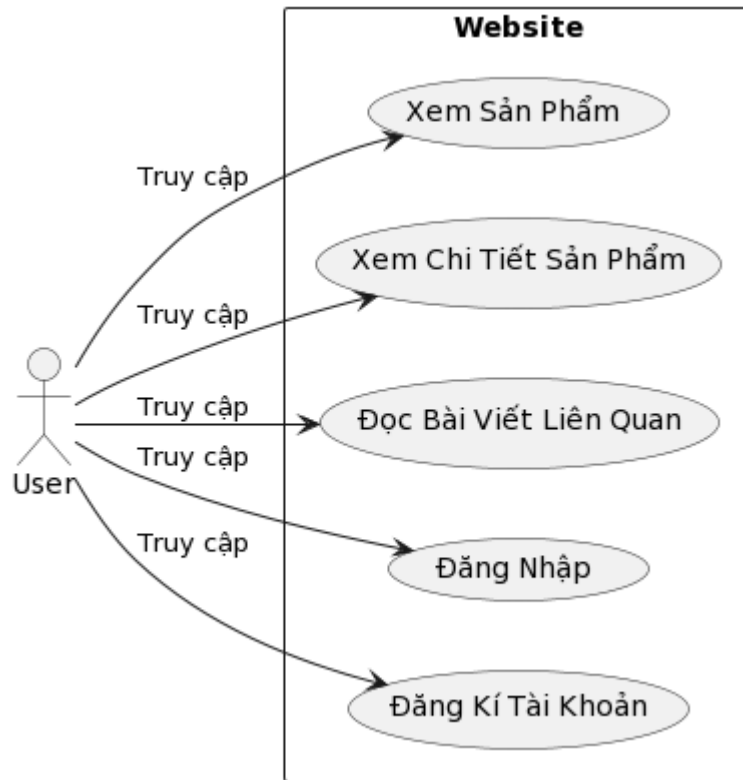 Website
Xem Sản Phẩm
Truy cập
Xem Chi Tiết Sản Phẩm
Truy cập
Truy cập
Đọc Bài Viết Liên Quan
Truy cập
User
Đăng Nhập
Truy cập
Đăng Kí Tài Khoản